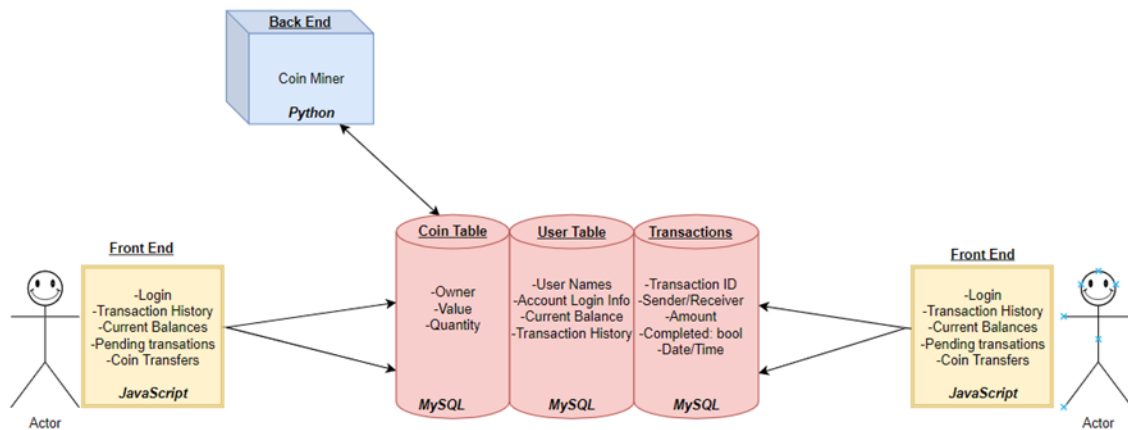 Back End
Coin Miner
Python
Front End
-Login
-Transaction History
-Current Balances
-Pending transations
-Coin Transfers
JavaScript
Actor
Coin Table
-Owner
-Value
-Quantity
MySQL
User Table
-User Names
-Account Login Info
-Current Balance
-Transaction History
MySQL
Transactions
-Transaction ID
-Sender/Receiver
-Amount
-Completed: bool
-Date/Time
MySQL
Front End
-Login
-Transaction History
-Current Balances
-Pending transations
-Coin Transfers
JavaScript
Actor